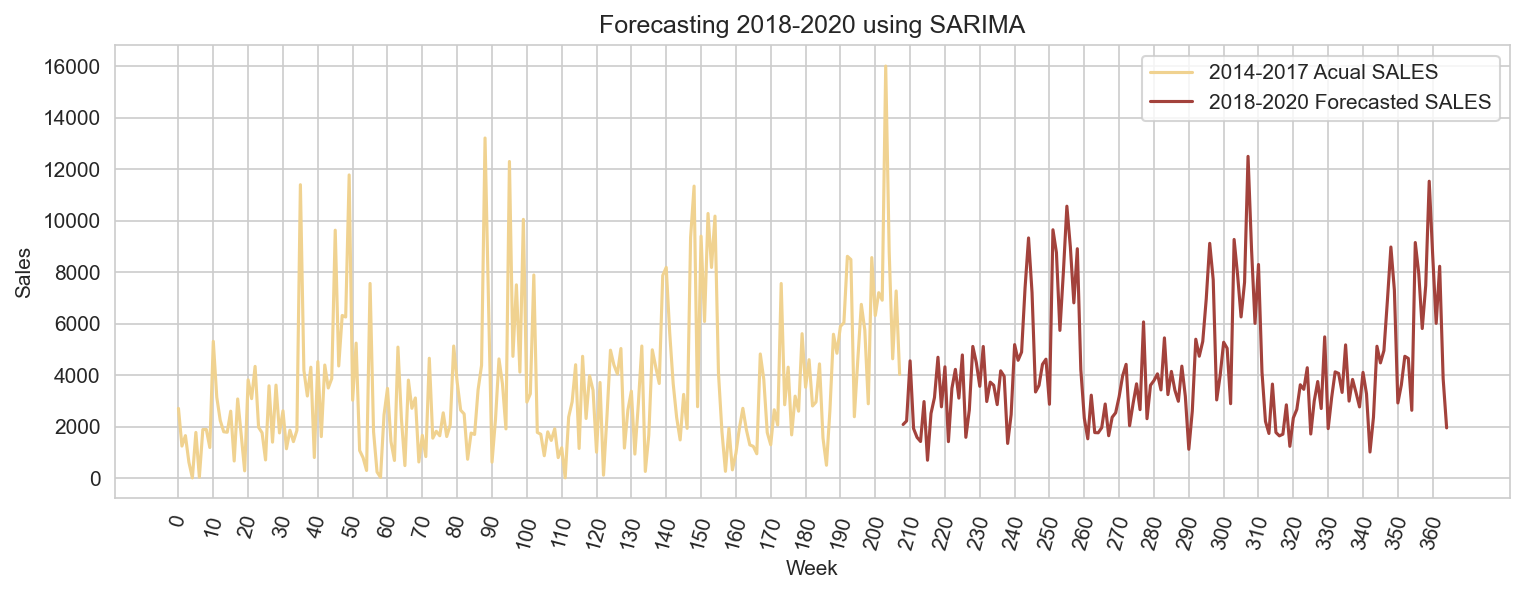 Forecasting 2018-2020 using SARIMA
2014-2017 Acual SALES
2018-2020 Forecasted SALES
Sales
16000
14000
12000
10000
8000
6000
4000
2000
0
0 10 20 30 40 50 60 70 80 90 100 110 120 130 140 150 160 170 180 190 200 210 220 230 240 250 260 270 280 290 300 310 320 330 340 350 360
Week